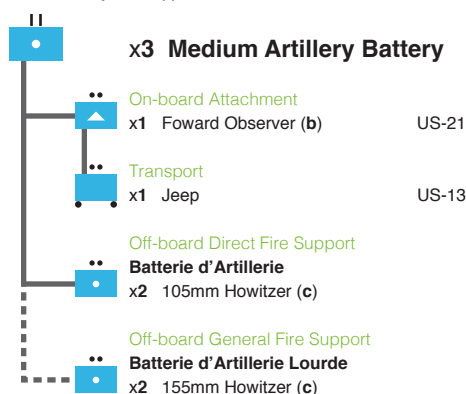 x3 Medium Artillery Battery
On-board Attachment
x1 Foward Observer (b) US-21
Transport
x1 Jeep US-13
Off-board Direct Fire Support
Batterie d'Artillerie
x2 105mm Howitzer (c)
Off-board General Fire Support
Batterie d'Artillerie Lourde
x2 155mm Howitzer (c)